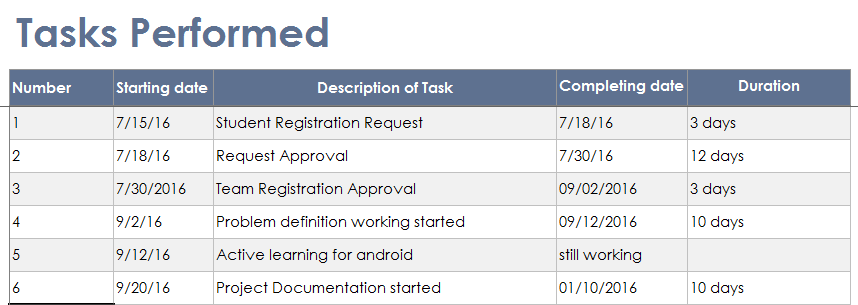 Tasks Performed
Number Starting date Description of Task Completing date Duration
1 7/15/16 Student Registration Request 7/18/16 3 days
2 7/18/16 Request Approval 7/30/16 12 days
3 7/30/2016 Team Registration Approval 09/02/2016 3 days
4 9/2/16 Problem definition working started 09/12/2016 10 days
5 9/12/16 Active learning for android still working
6 9/20/16 Project Documentation started 01/10/2016 10 days